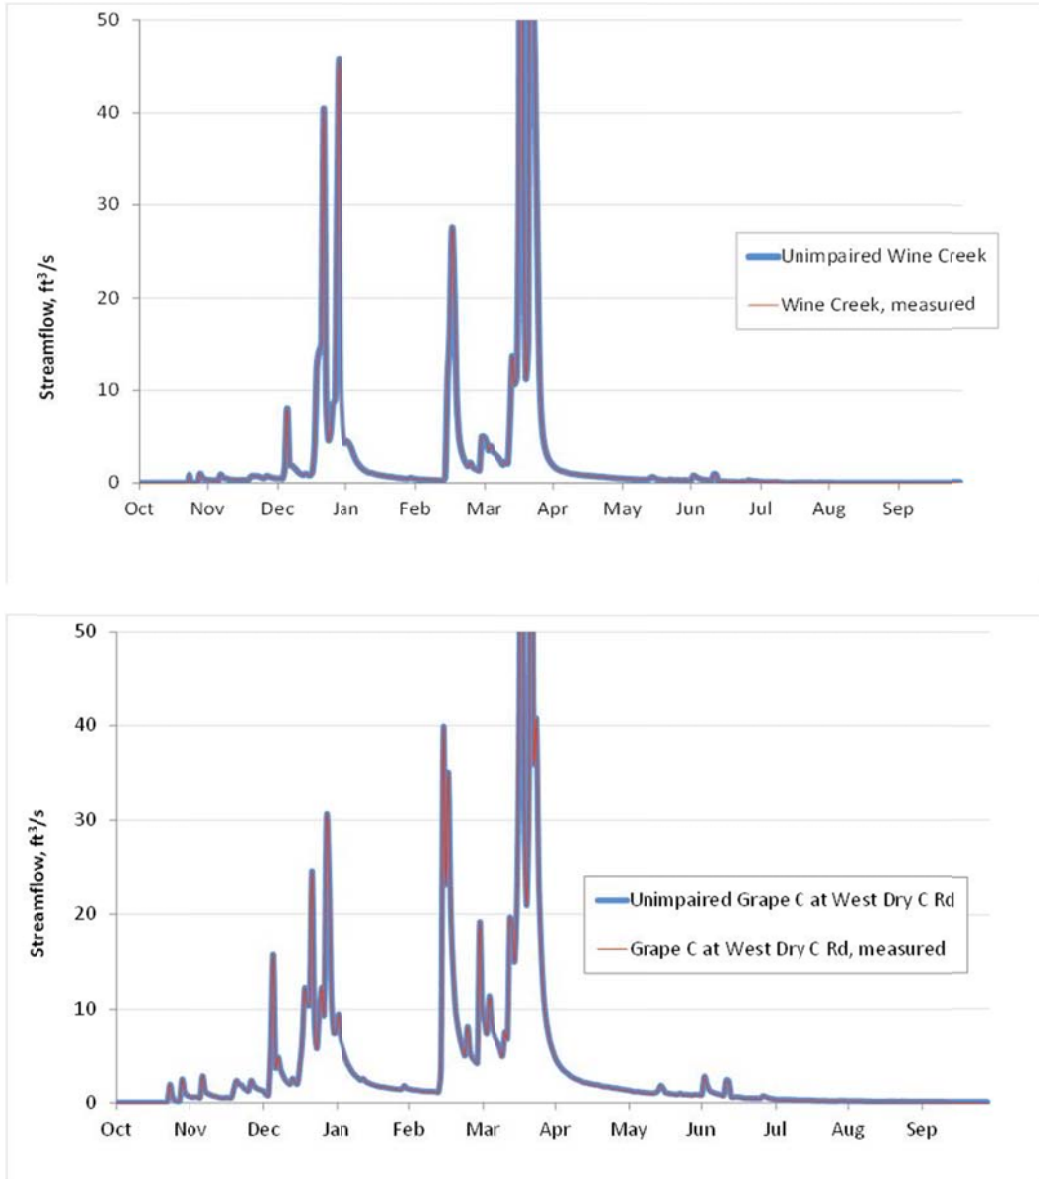 50
40
30
20
10
0
Streamflow, ft³/s
Unimpaired Wine Creek
Wine Creek, measured
Oct Nov Dec Jan Feb Mar Apr May Jun Jul Aug Sep
50
40
30
20
10
0
Streamflow, ft³/s
Unimpaired Grape C at West Dry C Rd
Grape C at West Dry C Rd, measured
Oct Nov Dec Jan Feb Mar Apr May Jun Jul Aug Sep